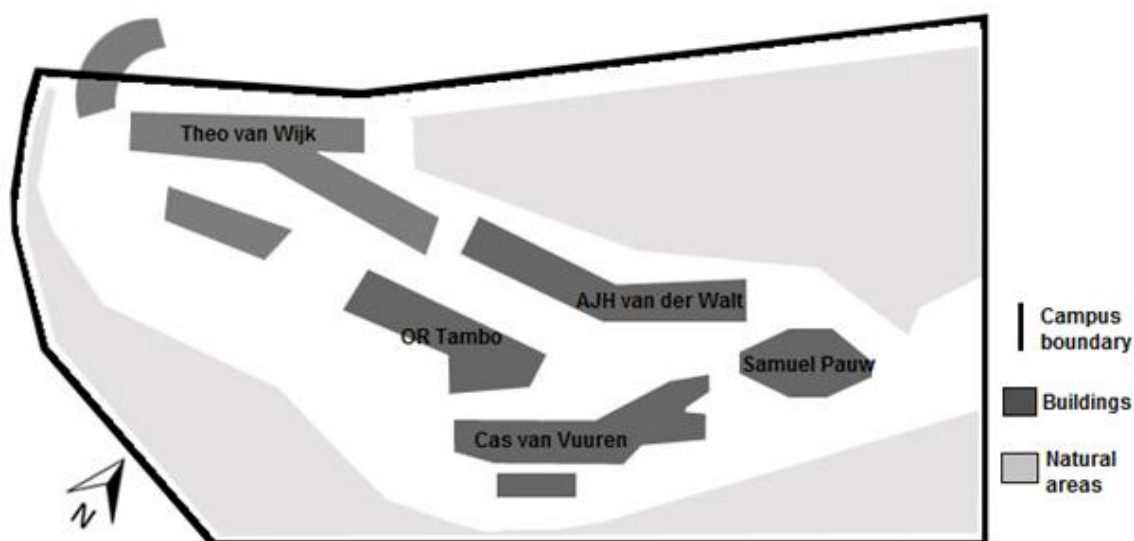 Theo van Wijk
AJH van der Walt
OR Tambo
Samuel Pauw
Cas van Vuuren
N
Campus
boundary
Buildings
Natural
areas